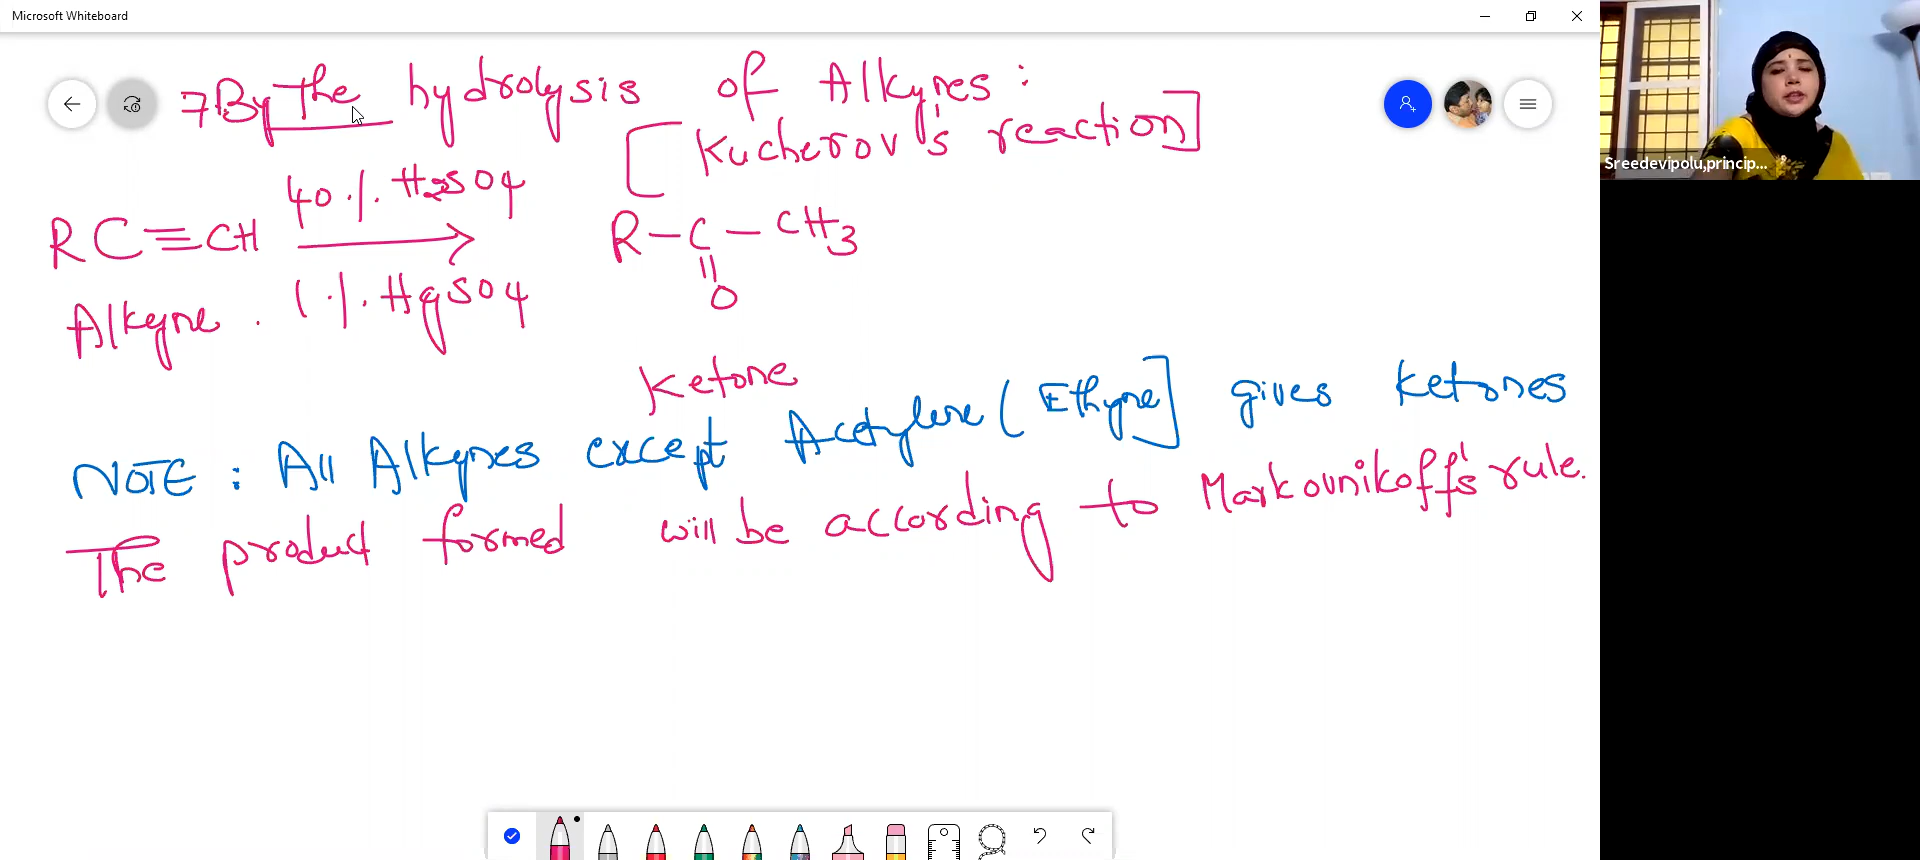 Microsoft Whiteboard
7 By The hydrolysis of Alkynes :
[Kucherov's reaction]
40 %. H2SO4
RC≡CH → R-C-CH3
1 %. HgSO4
||
O
Alkyne.
Ketone
NOTE : All Alkynes except Acetylene (Ethyne] gives ketones
The product formed will be according to Markovnikoff's rule.
Sreedevipolu,princip...